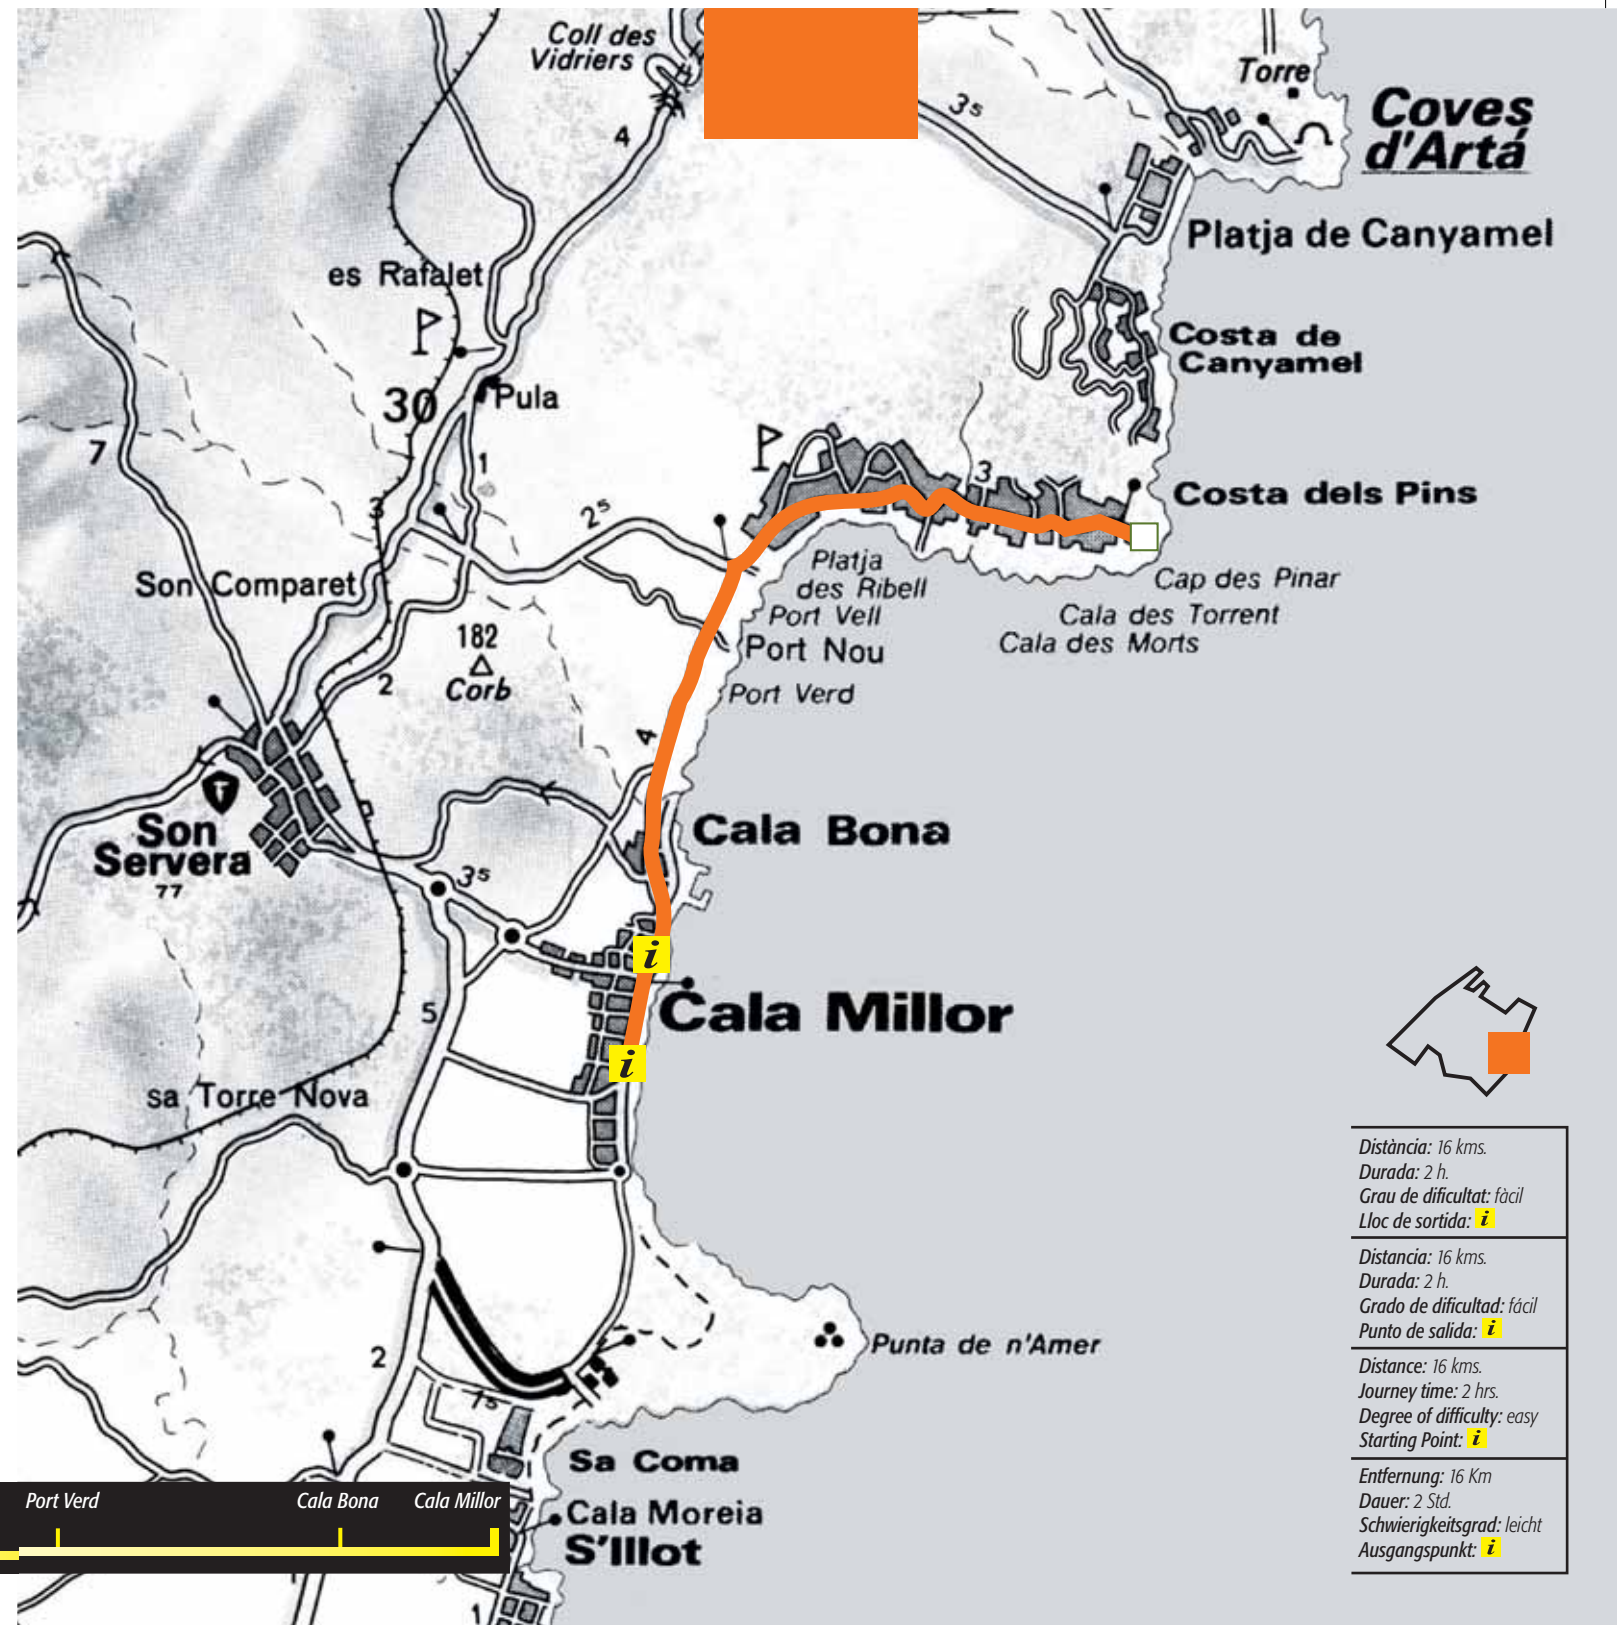 Coll des
Vidriers
4
3⁵
Torre
Coves
d'Artá
Platja de Canyamel
es Rafalet
Costa de
Canyamel
30
Pula
7
1
3
3
2⁵
Costa dels Pins
Platja
des Ribell
Cap des Pinar
Son Comparet
Port Vell
Cala des Torrent
182
Port Nou
Cala des Morts
Corb
2
Port Verd
4
Son
Servera
77
Cala Bona
3⁵
i
Cala Millor
5
i
sa Torre Nova
Distància: 16 kms.
Durada: 2 h.
Grau de dificultat: fàcil
Lloc de sortida: i
Distancia: 16 kms.
Durada: 2 h.
Grado de dificultad: fácil
Punto de salida: i
Punta de n'Amer
2
1⁵
Distance: 16 kms.
Journey time: 2 hrs.
Degree of difficulty: easy
Starting Point: i
Sa Coma
Entfernung: 16 Km
Dauer: 2 Std.
Schwierigkeitsgrad: leicht
Ausgangspunkt: i
Port Verd Cala Bona Cala Millor
Cala Moreia
S'Illot
1